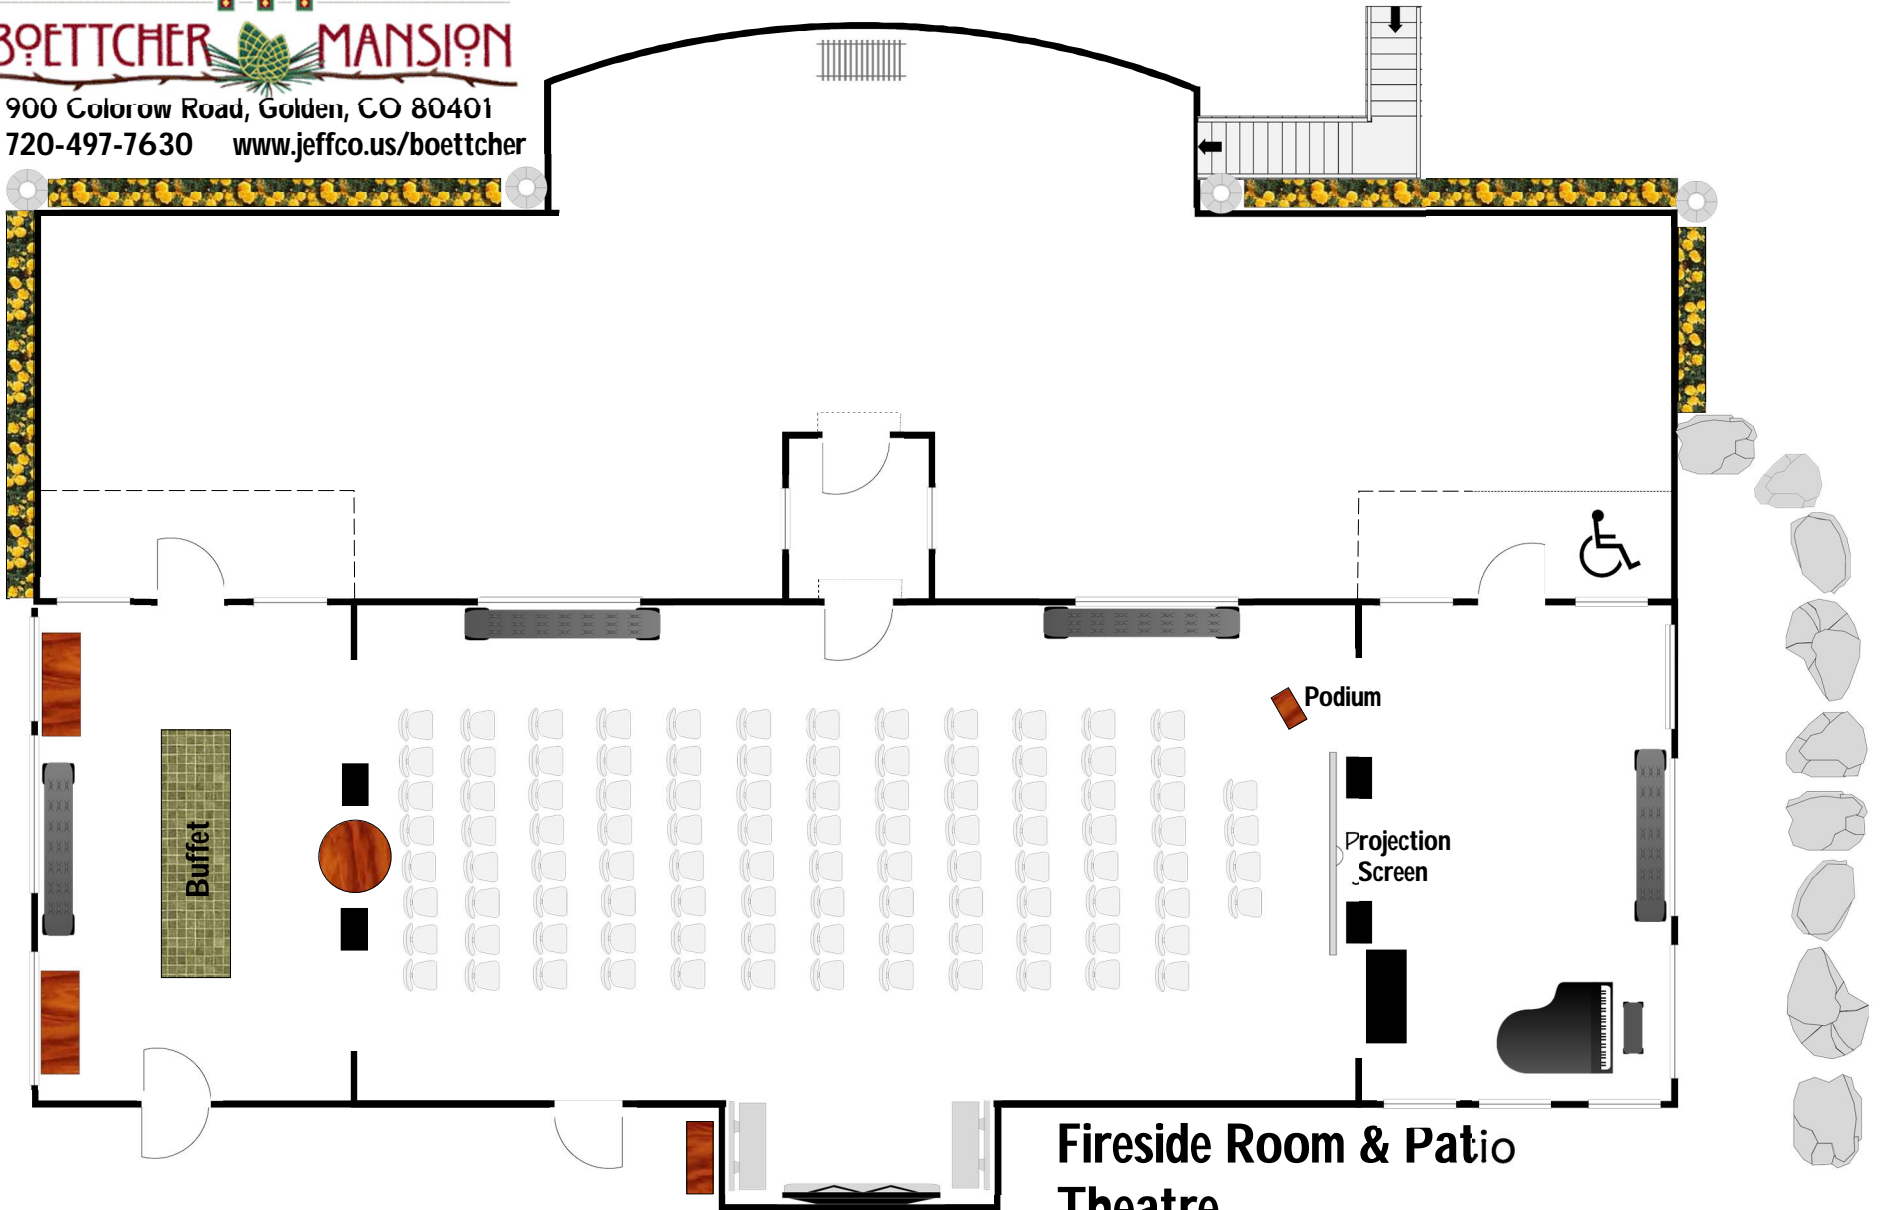 BOETTCHER MANSION
900 Colorow Road, Golden, CO 80401
720-497-7630 www.jeffco.us/boettcher
Podium
Projection
Screen
Buffet
Fireside Room & Patio
Theatre